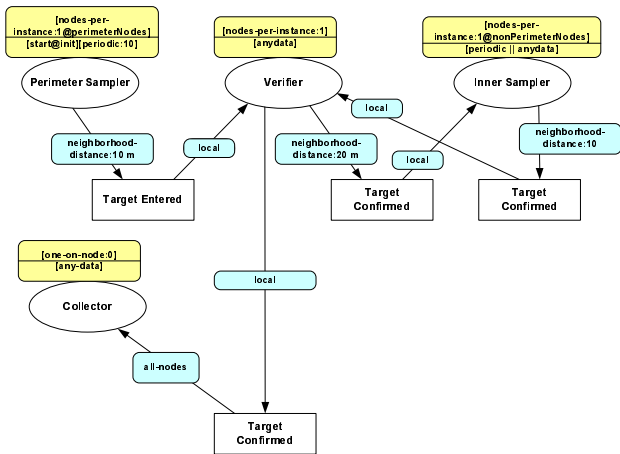 [nodes-per-
instance:1@perimeterNodes]
[start@init][periodic:10]
Perimeter Sampler
[nodes-per-instance:1]
[anydata]
Verifier
[nodes-per-
instance:1@nonPerimeterNodes]
[periodic || anydata]
Inner Sampler
local
neighborhood-
distance:10 m
local
neighborhood-
distance:20 m
local
neighborhood-
distance:10
Target Entered
Target
Confirmed
Target
Confirmed
[one-on-node:0]
[any-data]
Collector
local
all-nodes
Target
Confirmed